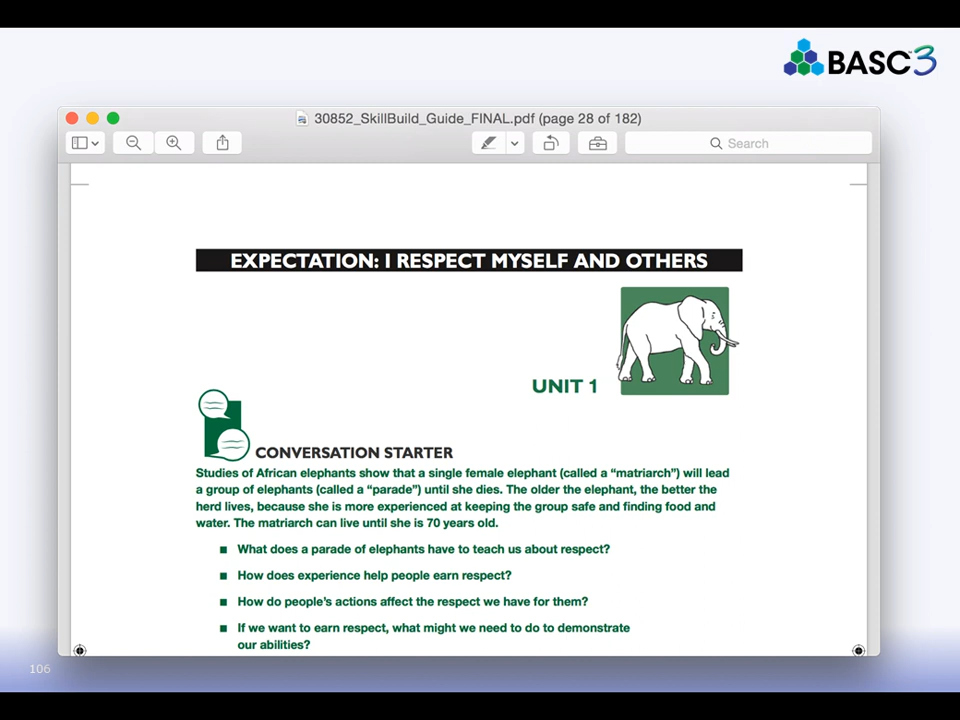 BASC™3
30852_SkillBuild_Guide_FINAL.pdf (page 28 of 182)
Search
EXPECTATION: I RESPECT MYSELF AND OTHERS
UNIT 1
CONVERSATION STARTER
Studies of African elephants show that a single female elephant (called a “matriarch”) will lead
a group of elephants (called a “parade”) until she dies. The older the elephant, the better the
herd lives, because she is more experienced at keeping the group safe and finding food and
water. The matriarch can live until she is 70 years old.
■ What does a parade of elephants have to teach us about respect?
■ How does experience help people earn respect?
■ How do people’s actions affect the respect we have for them?
■ If we want to earn respect, what might we need to do to demonstrate
our abilities?
106